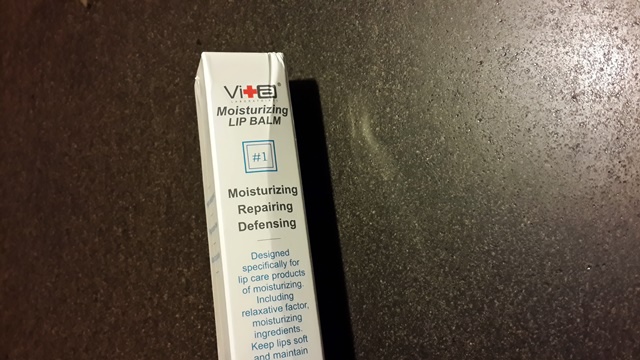 Vi+a®
Moisturizing
LIP BALM
#1
Moisturizing
Repairing
Defensing
Designed
specifically for
lip care products
of moisturizing.
Including
relaxative factor,
moisturizing
ingredients.
Keep lips soft
and maintain